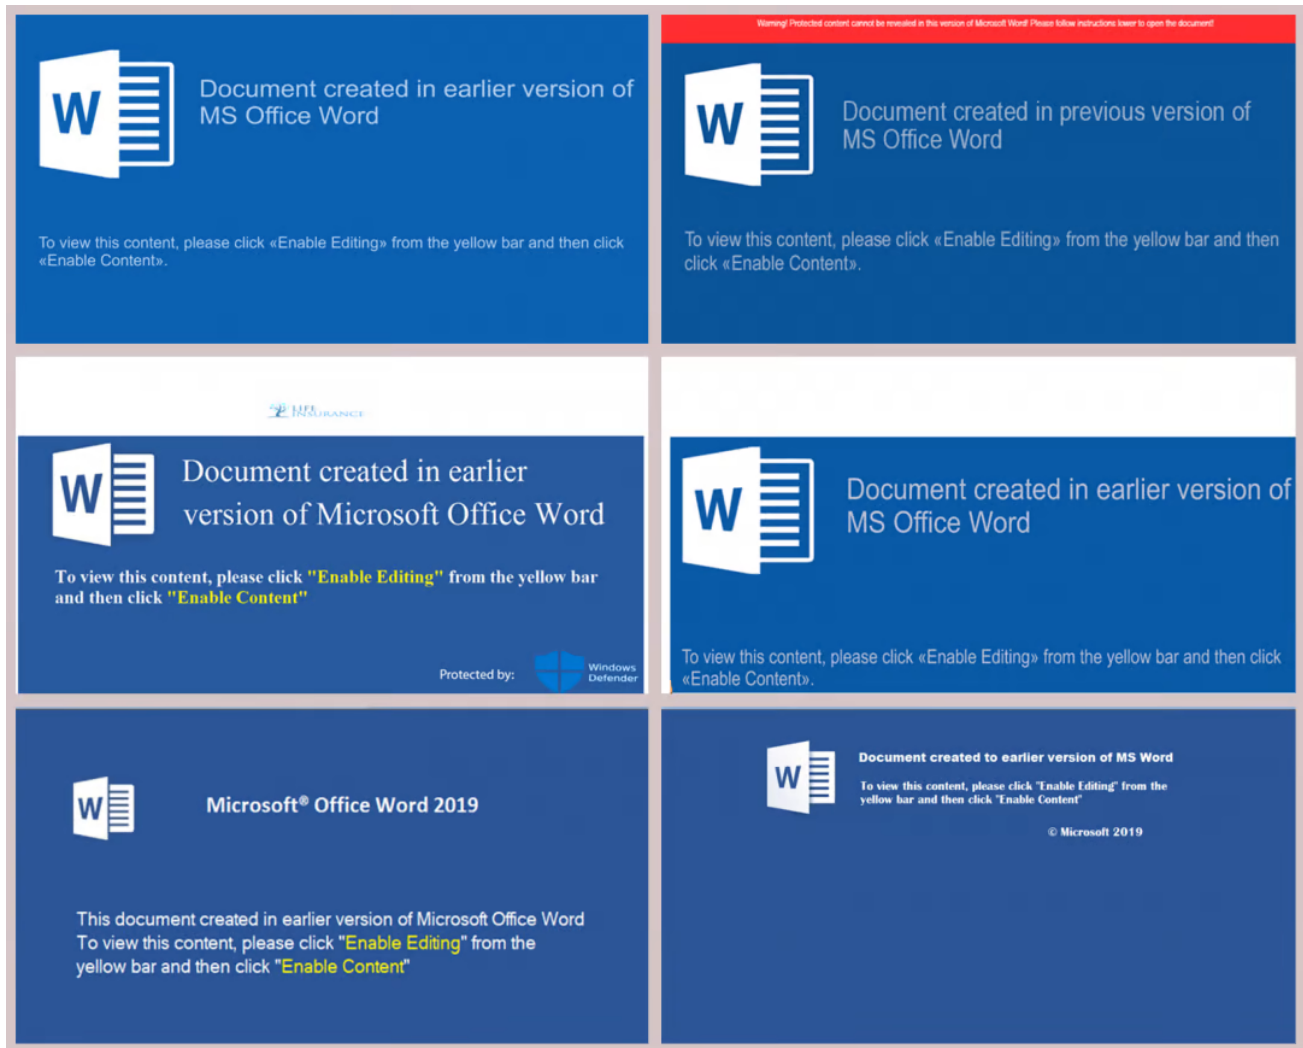 Document created in earlier version of
MS Office Word
To view this content, please click «Enable Editing» from the yellow bar and then click
«Enable Content».
Warning! Protected content cannot be revealed in this version of Microsoft Word! Please follow instructions lower to open the document!
Document created in previous version of
MS Office Word
To view this content, please click «Enable Editing» from the yellow bar and then
click «Enable Content».
LIFE
INSURANCE
Document created in earlier
version of Microsoft Office Word
To view this content, please click "Enable Editing" from the yellow bar
and then click "Enable Content"
Protected by:
Windows
Defender
Document created in earlier version of
MS Office Word
To view this content, please click «Enable Editing» from the yellow bar and then click
«Enable Content».
Microsoft® Office Word 2019
This document created in earlier version of Microsoft Office Word
To view this content, please click "Enable Editing" from the
yellow bar and then click "Enable Content"
Document created to earlier version of MS Word
To view this content, please click "Enable Editing" from the
yellow bar and then click "Enable Content"
© Microsoft 2019
W
W
W
W
W
W